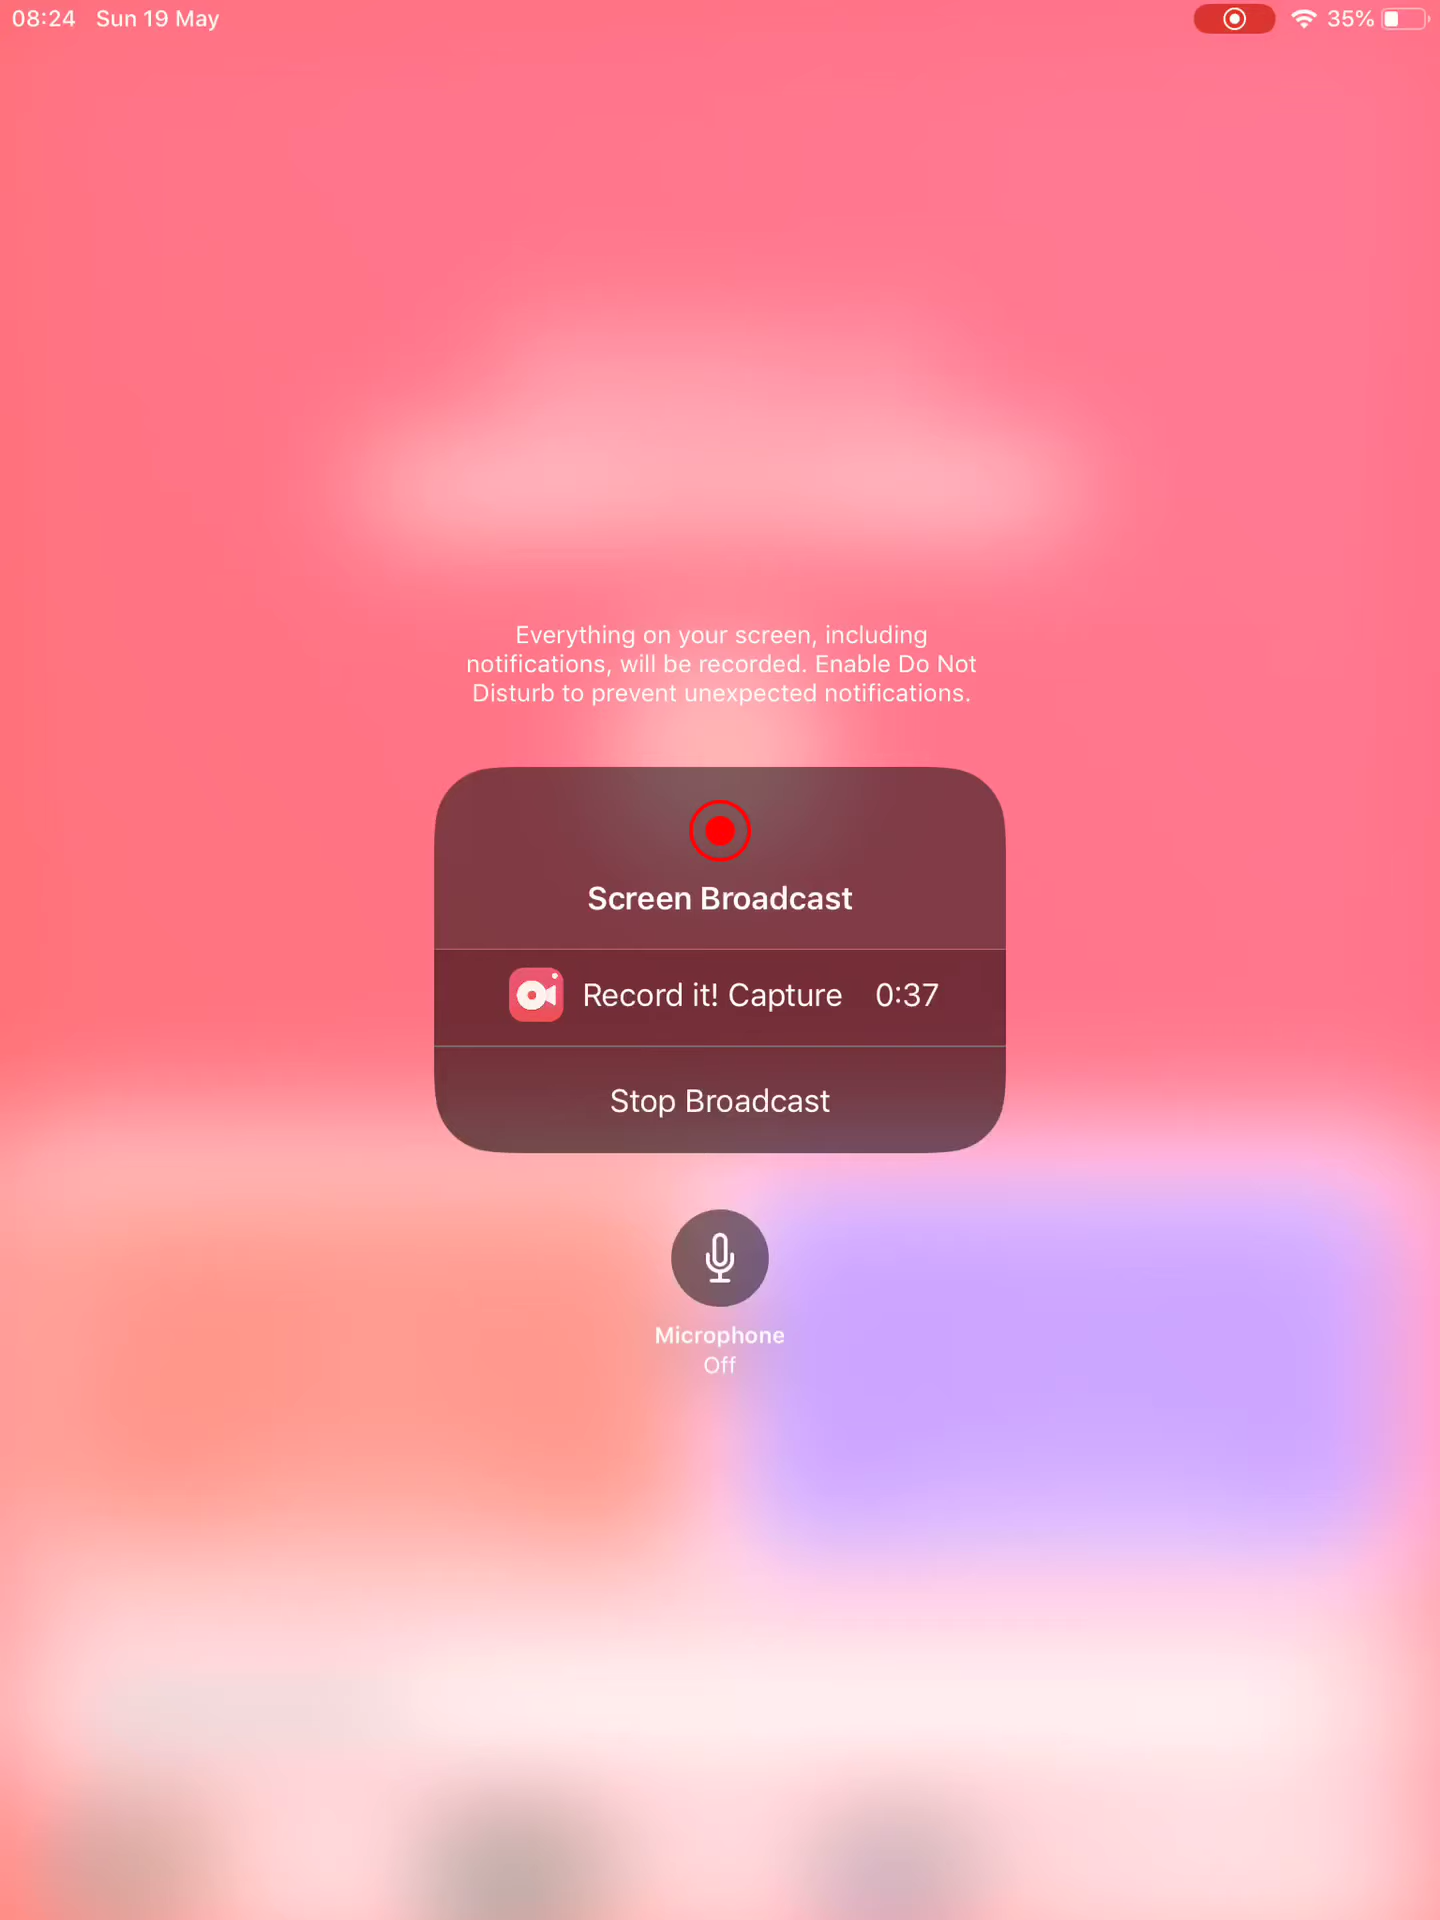 08:24 Sun 19 May 35%
Everything on your screen, including
notifications, will be recorded. Enable Do Not
Disturb to prevent unexpected notifications.
Screen Broadcast
Record it! Capture 0:37
Stop Broadcast
Microphone
Off